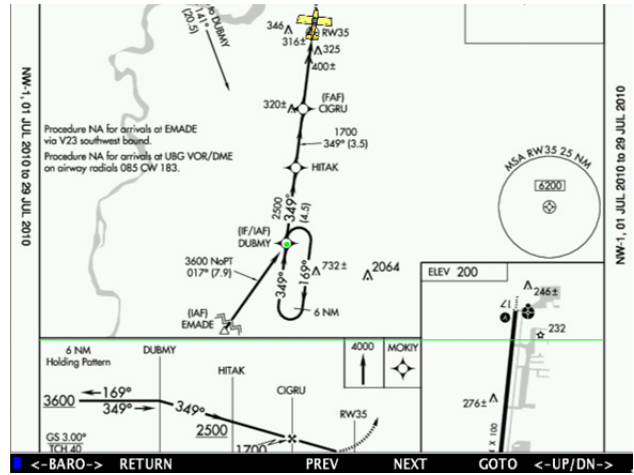 to DUBMY
141°
(20.5)
346
316±
RW35
325
400±
320±
(FAF)
CIGRU
1700
349° (3.5)
Procedure NA for arrivals at EMADE
via V23 southwest bound.
Procedure NA for arrivals at UBG VOR/DME
on airway radials 085 CW 183.
HITAK
2500
349°
(4.5)
(IF/IAF)
DUBMY
3600 NoPT
017° (7.9)
349°
169°
732±
2064
6 NM
(IAF)
EMADE
MSA RW35 25 NM
6200
NW-1, 01 JUL 2010 to 29 JUL 2010
NW-1, 01 JUL 2010 to 29 JUL 2010
ELEV 200
246±
17
A
232
276±
X 100
6 NM
Holding Pattern
DUBMY
HITAK
CIGRU
RW35
4000
MOKIY
3600
169°
349°
349°
2500
1700
GS 3.00°
TCH 40
<-BARO-> RETURN PREV NEXT GOTO <-UP/DN->